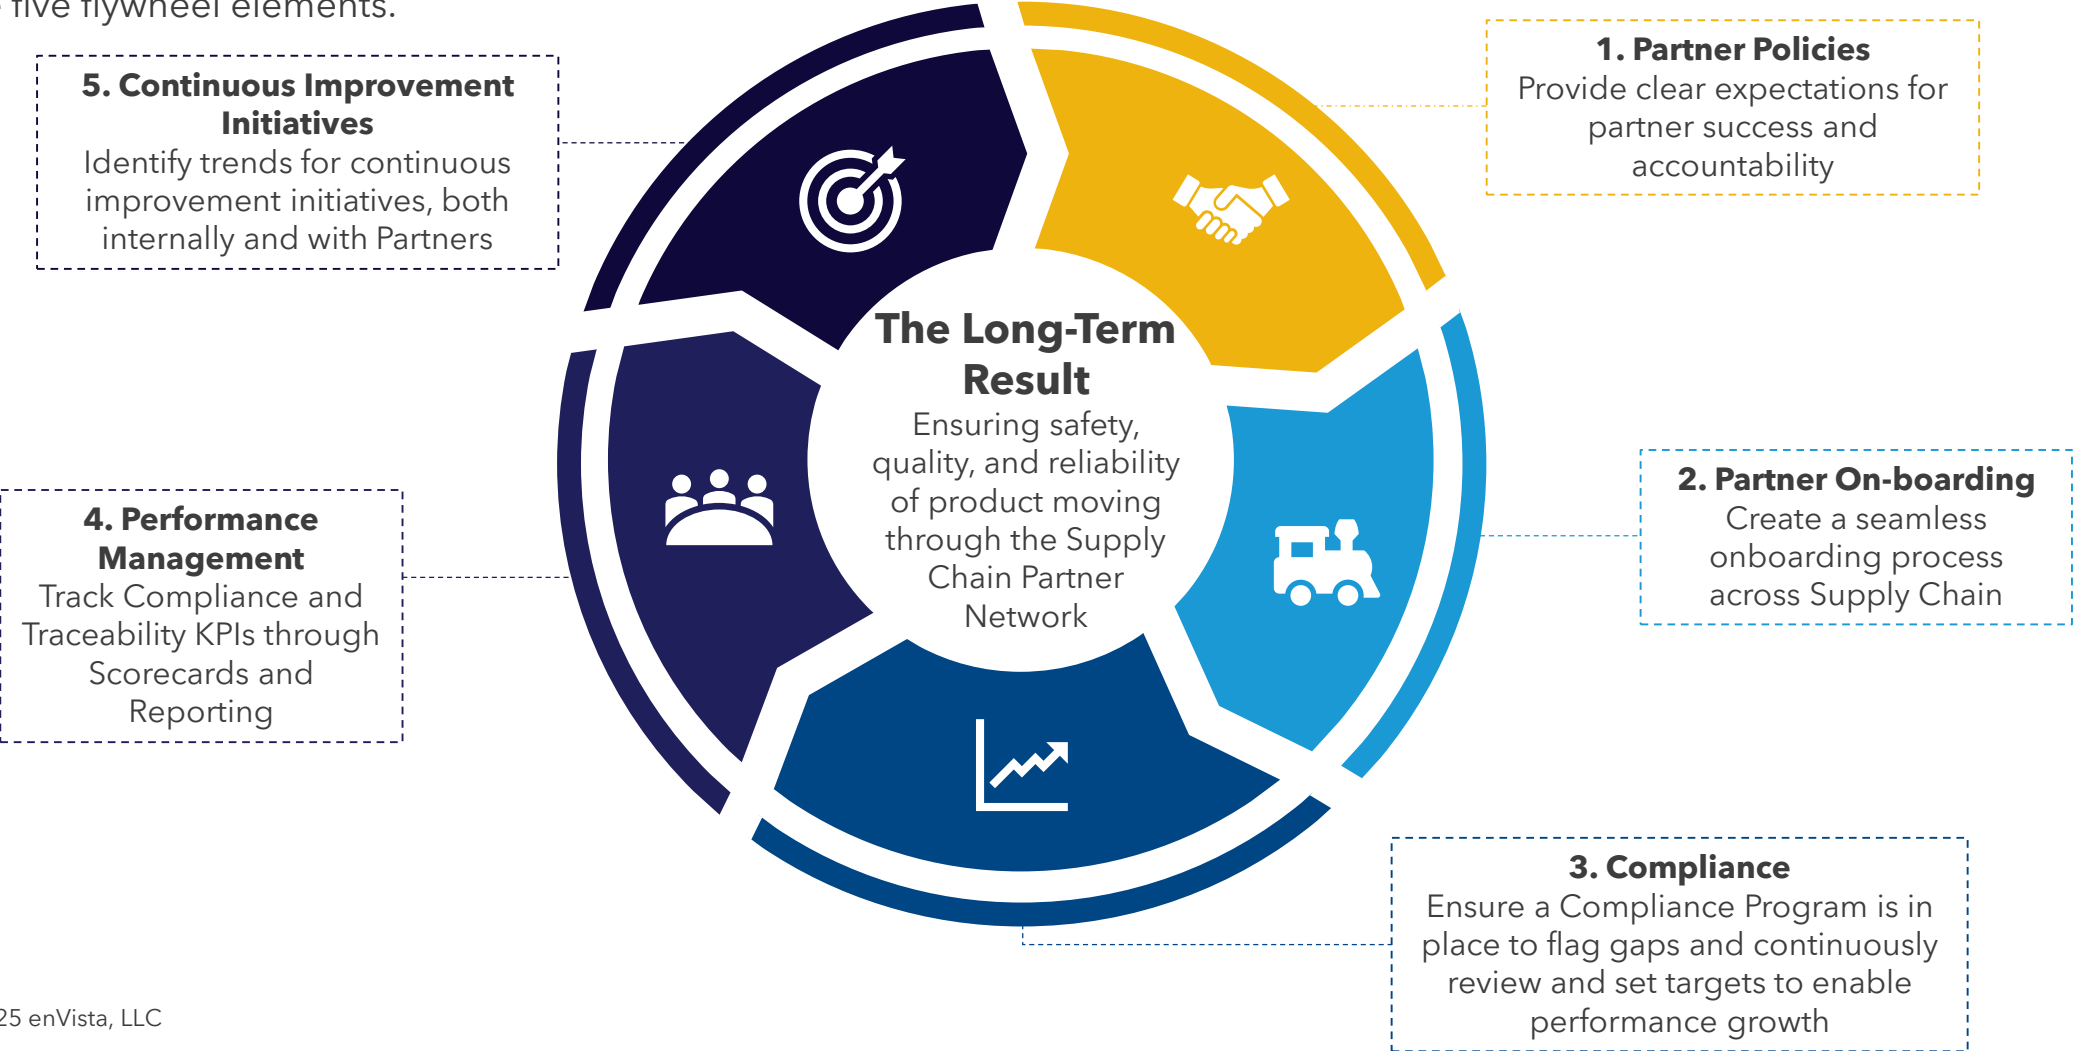 five flywheel elements.
1. Partner Policies
Provide clear expectations for
partner success and
accountability
2. Partner On-boarding
Create a seamless
onboarding process
across Supply Chain
3. Compliance
Ensure a Compliance Program is in
place to flag gaps and continuously
review and set targets to enable
performance growth
4. Performance
Management
Track Compliance and
Traceability KPIs through
Scorecards and
Reporting
5. Continuous Improvement
Initiatives
Identify trends for continuous
improvement initiatives, both
internally and with Partners
The Long-Term
Result
Ensuring safety,
quality, and reliability
of product moving
through the Supply
Chain Partner
Network
25 enVista, LLC